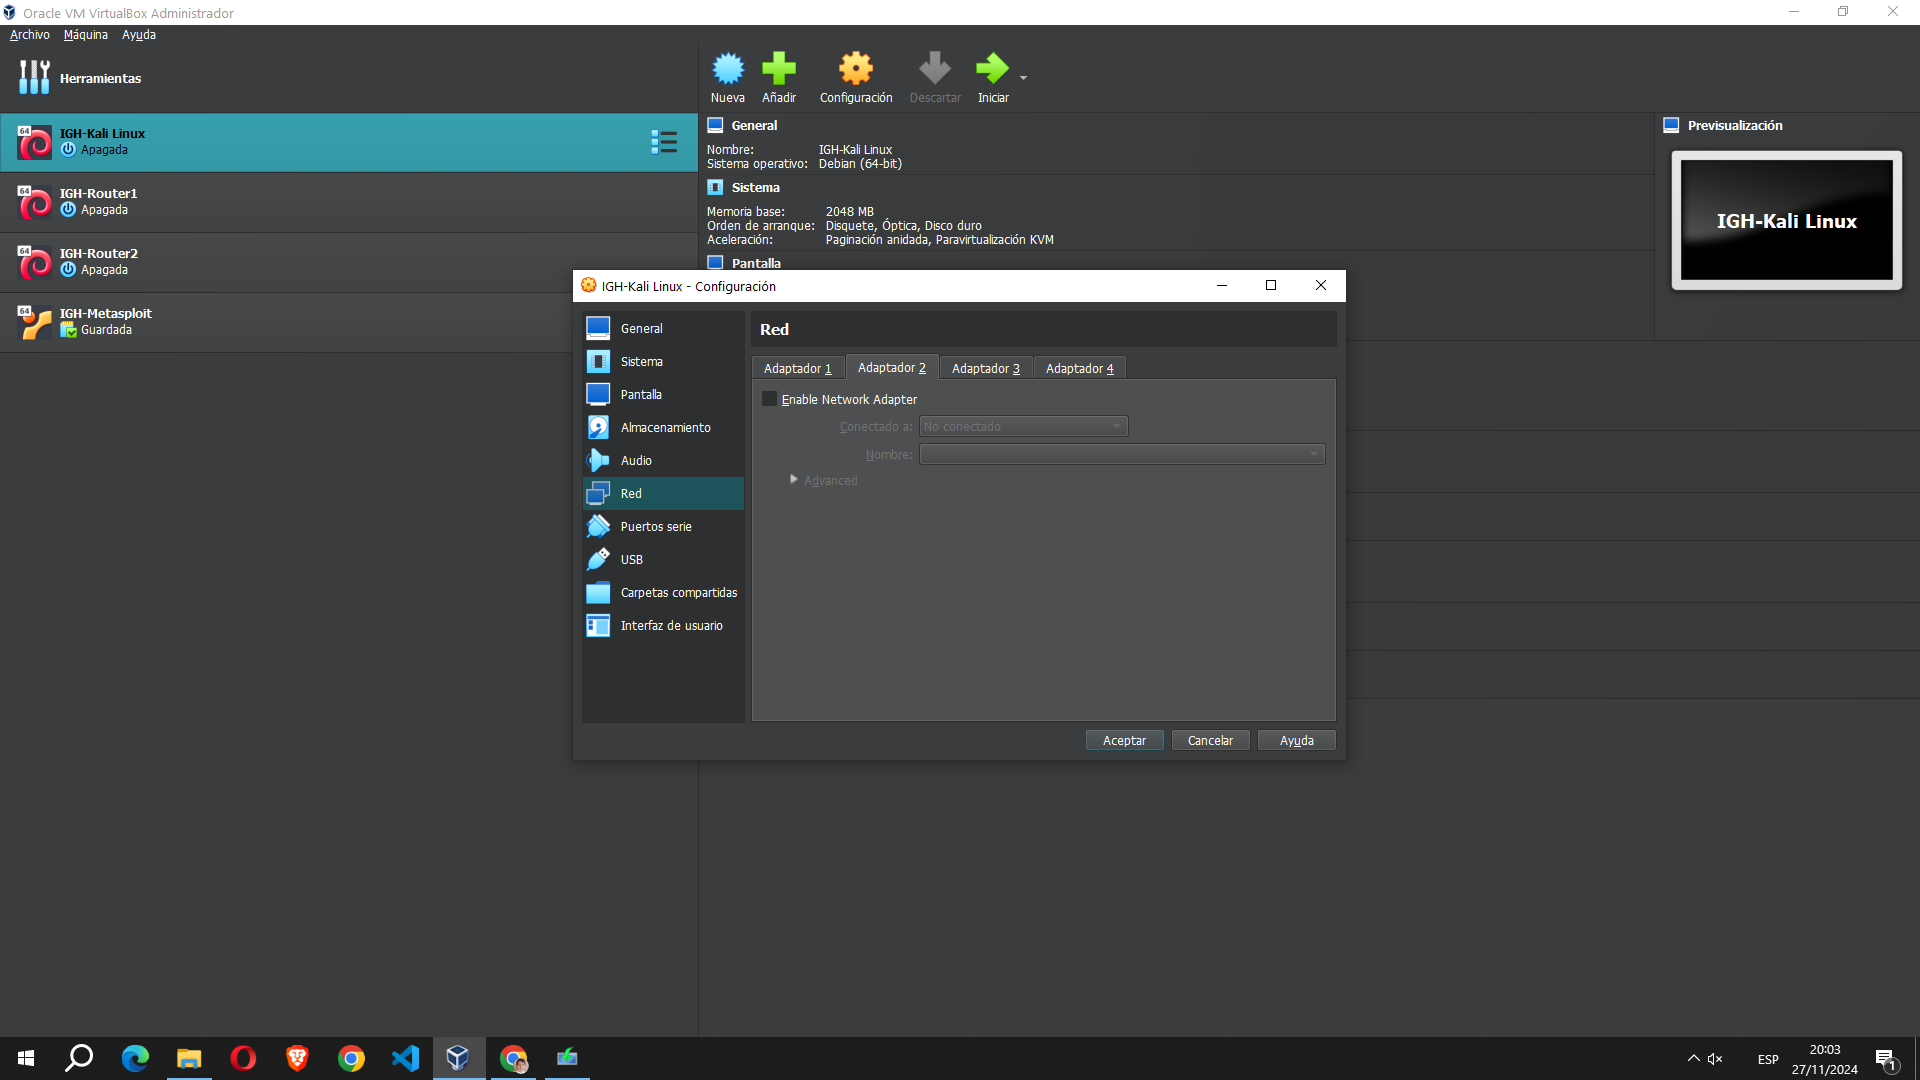 Oracle VM VirtualBox Administrador
Archivo Máquina Ayuda
Herramientas
Nueva Añadir Configuración Descartar Iniciar
64 IGH-Kali Linux
Apagada
64 IGH-Router1
Apagada
64 IGH-Router2
Apagada
64 IGH-Metasploit
Guardada
General
Nombre: IGH-Kali Linux
Sistema operativo: Debian (64-bit)
Sistema
Memoria base: 2048 MB
Orden de arranque: Disquete, Óptica, Disco duro
Aceleración: Paginación anidada, Paravirtualización KVM
Pantalla
Previsualización
IGH-Kali Linux
IGH-Kali Linux - Configuración
General
Sistema
Pantalla
Almacenamiento
Audio
Red
Puertos serie
USB
Carpetas compartidas
Interfaz de usuario
Red
Adaptador 1 Adaptador 2 Adaptador 3 Adaptador 4
Enable Network Adapter
Conectado a: No conectado
Nombre:
Advanced
Aceptar Cancelar Ayuda
ESP
20:03
27/11/2024
1